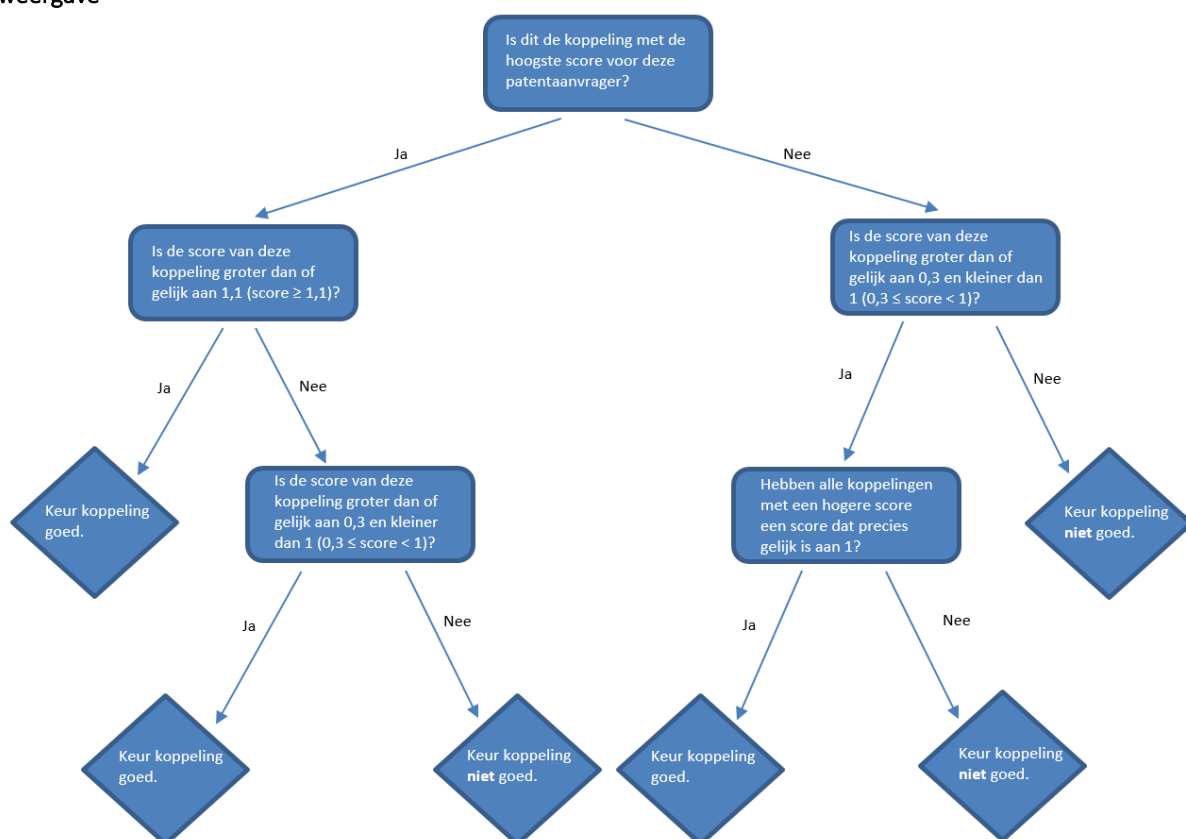 weergave
Is dit de koppeling met de
hoogste score voor deze
patentaanvrager?
Ja
Nee
Is de score van deze
koppeling groter dan of
gelijk aan 1,1 (score ≥ 1,1)?
Is de score van deze
koppeling groter dan of
gelijk aan 0,3 en kleiner dan
1 (0,3 ≤ score < 1)?
Ja
Nee
Ja
Nee
Keur koppeling
goed.
Is de score van deze
koppeling groter dan of
gelijk aan 0,3 en kleiner
dan 1 (0,3 ≤ score < 1)?
Hebben alle koppelingen
met een hogere score
een score dat precies
gelijk is aan 1?
Keur koppeling
niet goed.
Ja
Nee
Ja
Nee
Keur koppeling
goed.
Keur koppeling
niet goed.
Keur koppeling
goed.
Keur koppeling
niet goed.